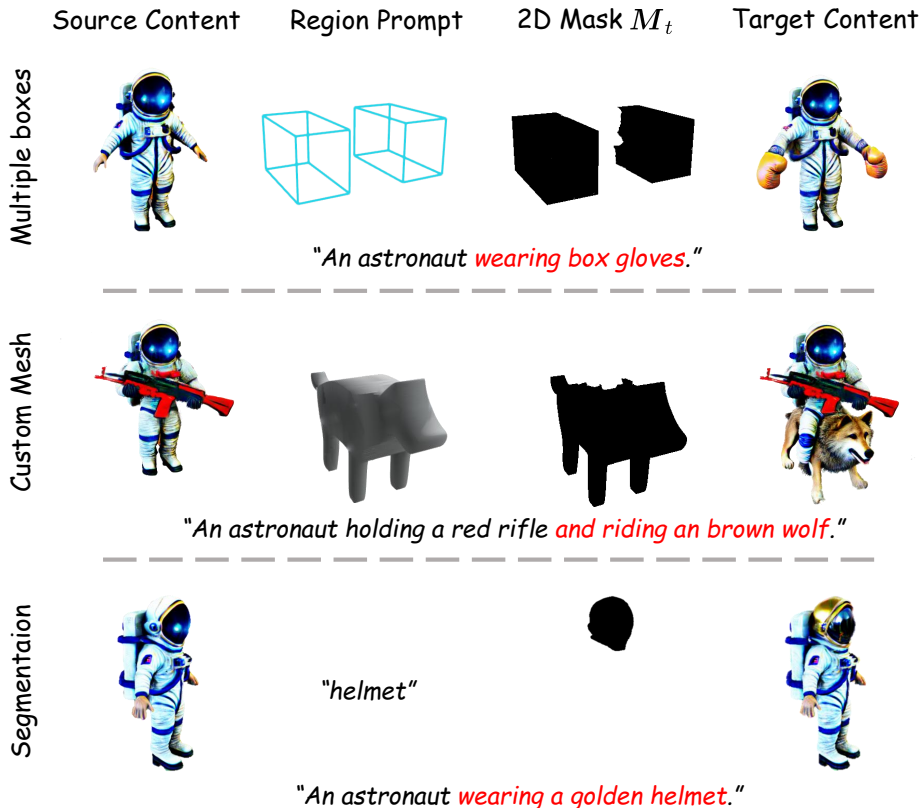 Source Content Region Prompt 2D Mask M_t Target Content
Multiple boxes
“An astronaut wearing box gloves.”
Custom Mesh
“An astronaut holding a red rifle and riding an brown wolf.”
Segmentaion
“helmet”
“An astronaut wearing a golden helmet.”